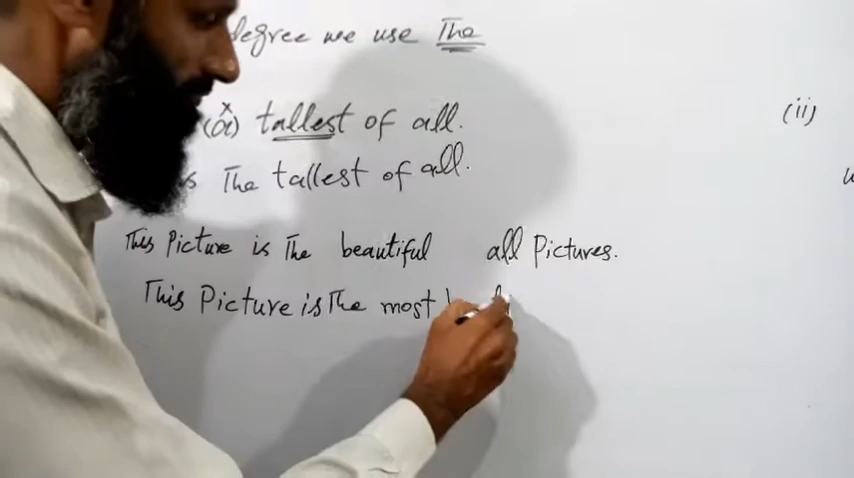 degree we use The
(a) x tallest of all.
(ii)
s The tallest of all.
This Picture is The beautiful all Pictures.
This Picture is The most